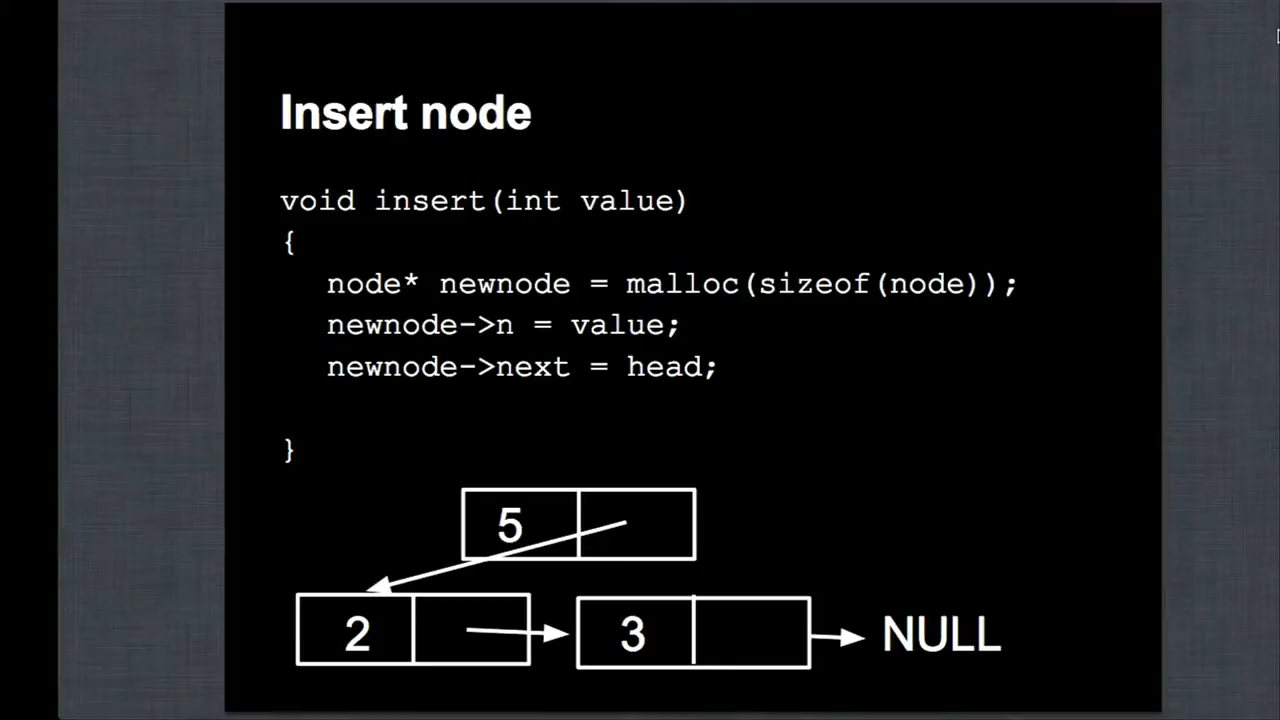 Insert node
void insert(int value)
{
node* newnode = malloc(sizeof(node));
newnode->n = value;
newnode->next = head;
}
5
2 3 NULL